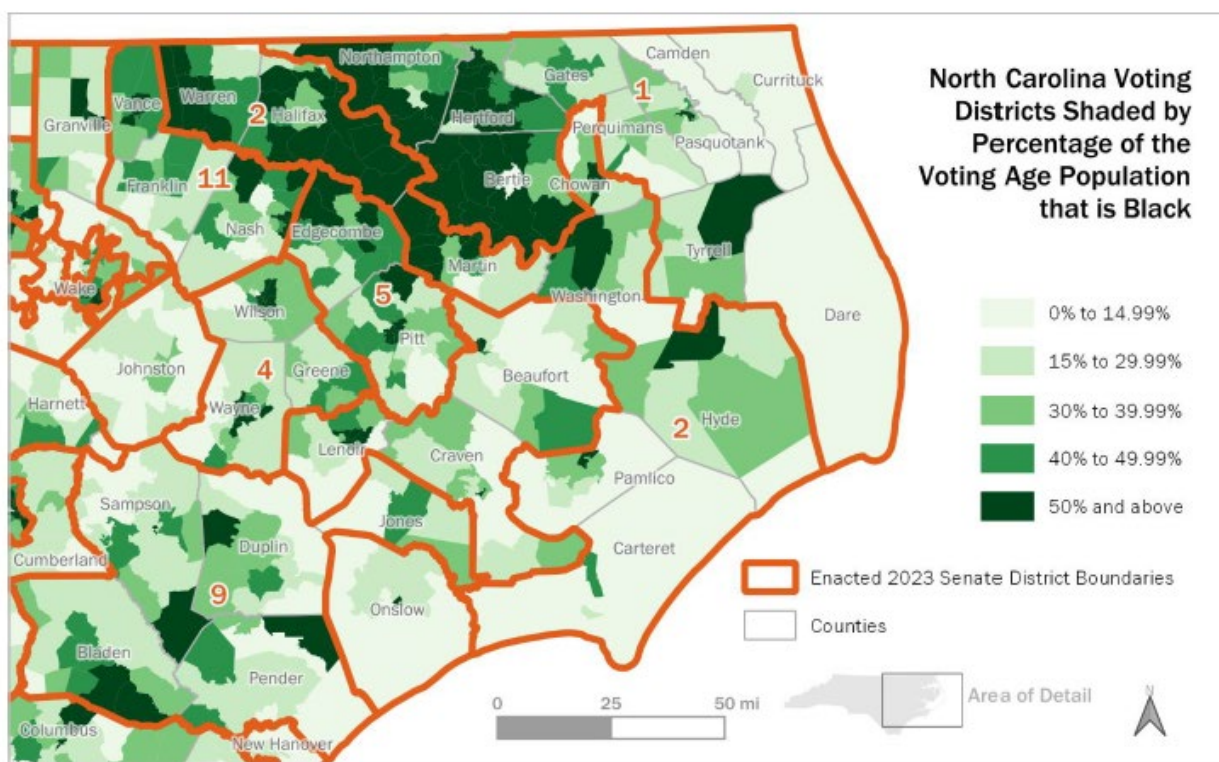 North Carolina Voting
Districts Shaded by
Percentage of the
Voting Age Population
that is Black
0% to 14.99%
15% to 29.99%
30% to 39.99%
40% to 49.99%
50% and above
Enacted 2023 Senate District Boundaries
Counties
Area of Detail
N
0
25
50 mi
Northampton
Camden
Currituck
Gates
1
Granville
Vance
Warren
2
Halifax
Hertford
Perquimans
Pasquotank
Franklin
11
Bertie
Chowan
Nash
Edgecombe
Tyrrell
Martin
Wake
Washington
5
Wilson
Dare
Pitt
Johnston
4
Greene
Beaufort
Harnett
Wayne
Hyde
2
Lenoir
Craven
Pamlico
Sampson
Jones
Duplin
Carteret
Cumberland
9
Onslow
Bladen
Pender
Columbus
New Hanover